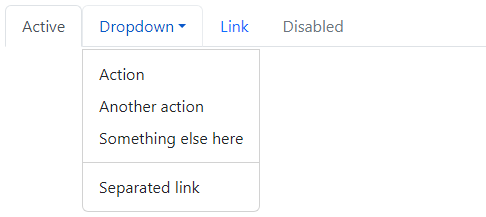 Active Dropdown Link Disabled
Action
Another action
Something else here
Separated link